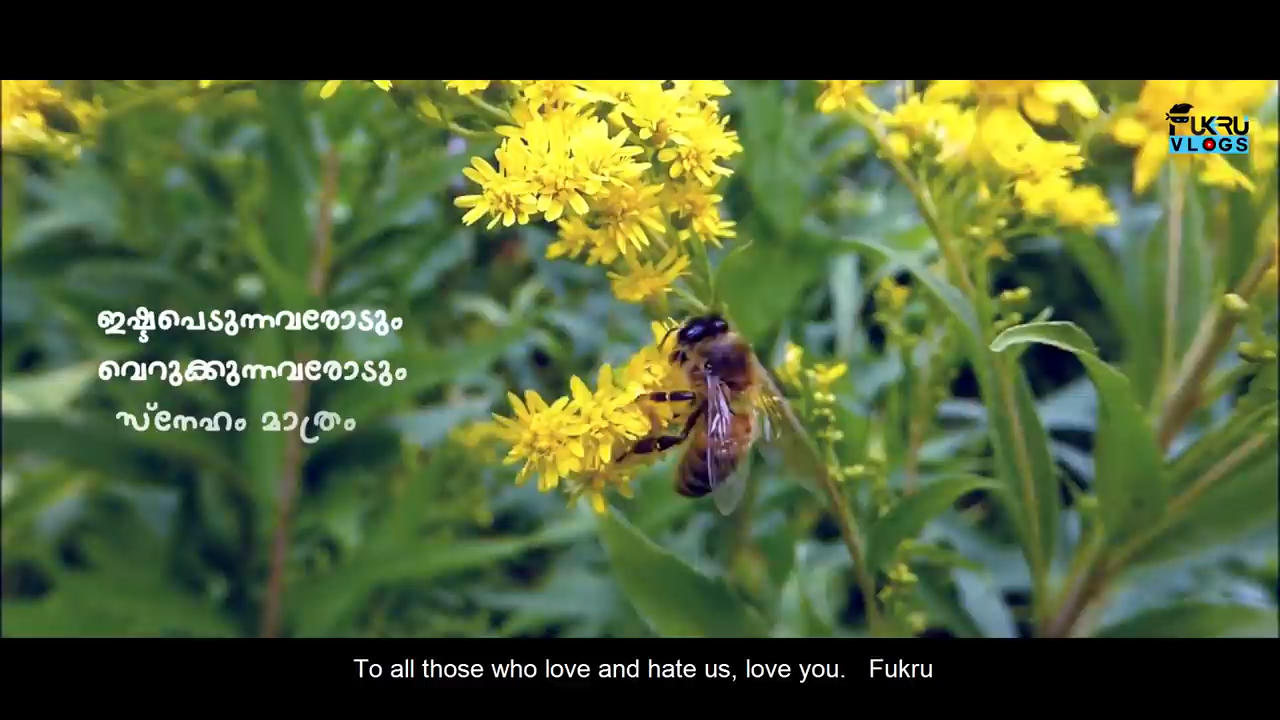 FUKRU
VLOGS
ഇഷ്ടപെടുന്നവരോടും
വെറുക്കുന്നവരോടും
സ്നേഹം മാത്രം
To all those who love and hate us, love you. Fukru